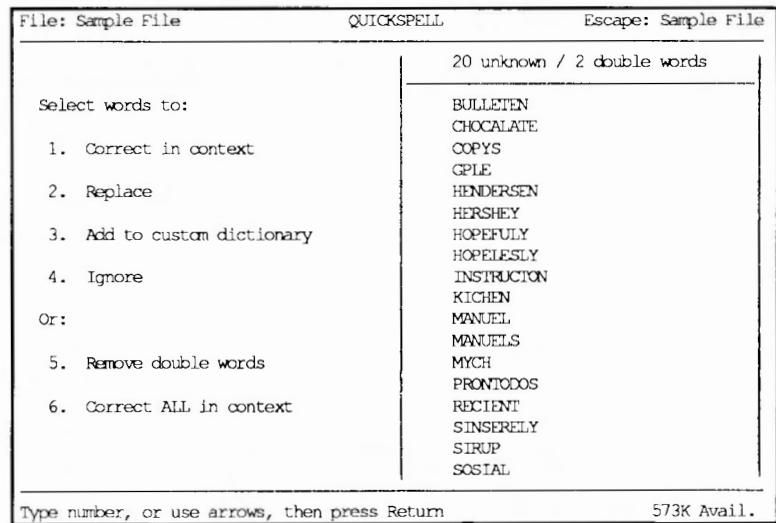 File: Sample File QUICKSPELL Escape: Sample File
20 unknown / 2 double words
Select words to:
1. Correct in context
2. Replace
3. Add to custom dictionary
4. Ignore
Or:
5. Remove double words
6. Correct ALL in context
BULLETEN
CHOCALATE
COPYS
GPLE
HENDERSEN
HERSHEY
HOPEFULY
HOPELESLY
INSTRUCTON
KICHEN
MANUEL
MANUELS
MYCH
PRONTODOS
RECIENT
SINSERELY
SIRUP
SOSIAL
Type number, or use arrows, then press Return 573K Avail.